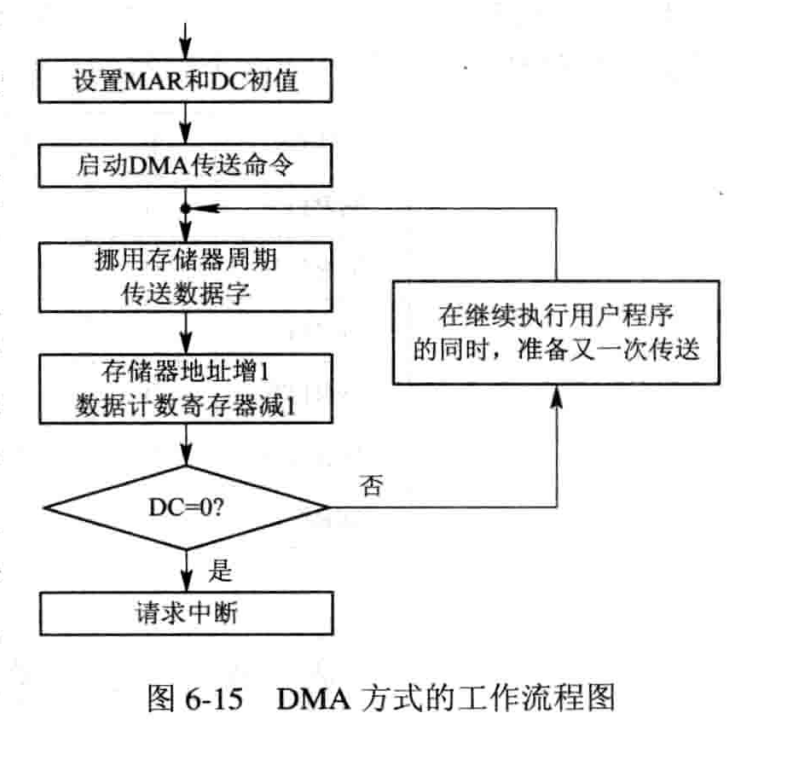 设置MAR和DC初值
启动DMA传送命令
挪用存储器周期
传送数据字
在继续执行用户程序
的同时，准备又一次传送
存储器地址增1
数据计数寄存器减1
DC=0?
否
是
请求中断
图 6-15 DMA 方式的工作流程图